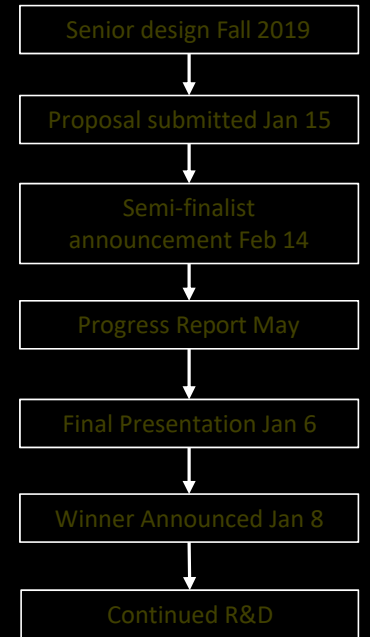 Senior design Fall 2019
Proposal submitted Jan 15
Semi-finalist
announcement Feb 14
Progress Report May
Final Presentation Jan 6
Winner Announced Jan 8
Continued R&D